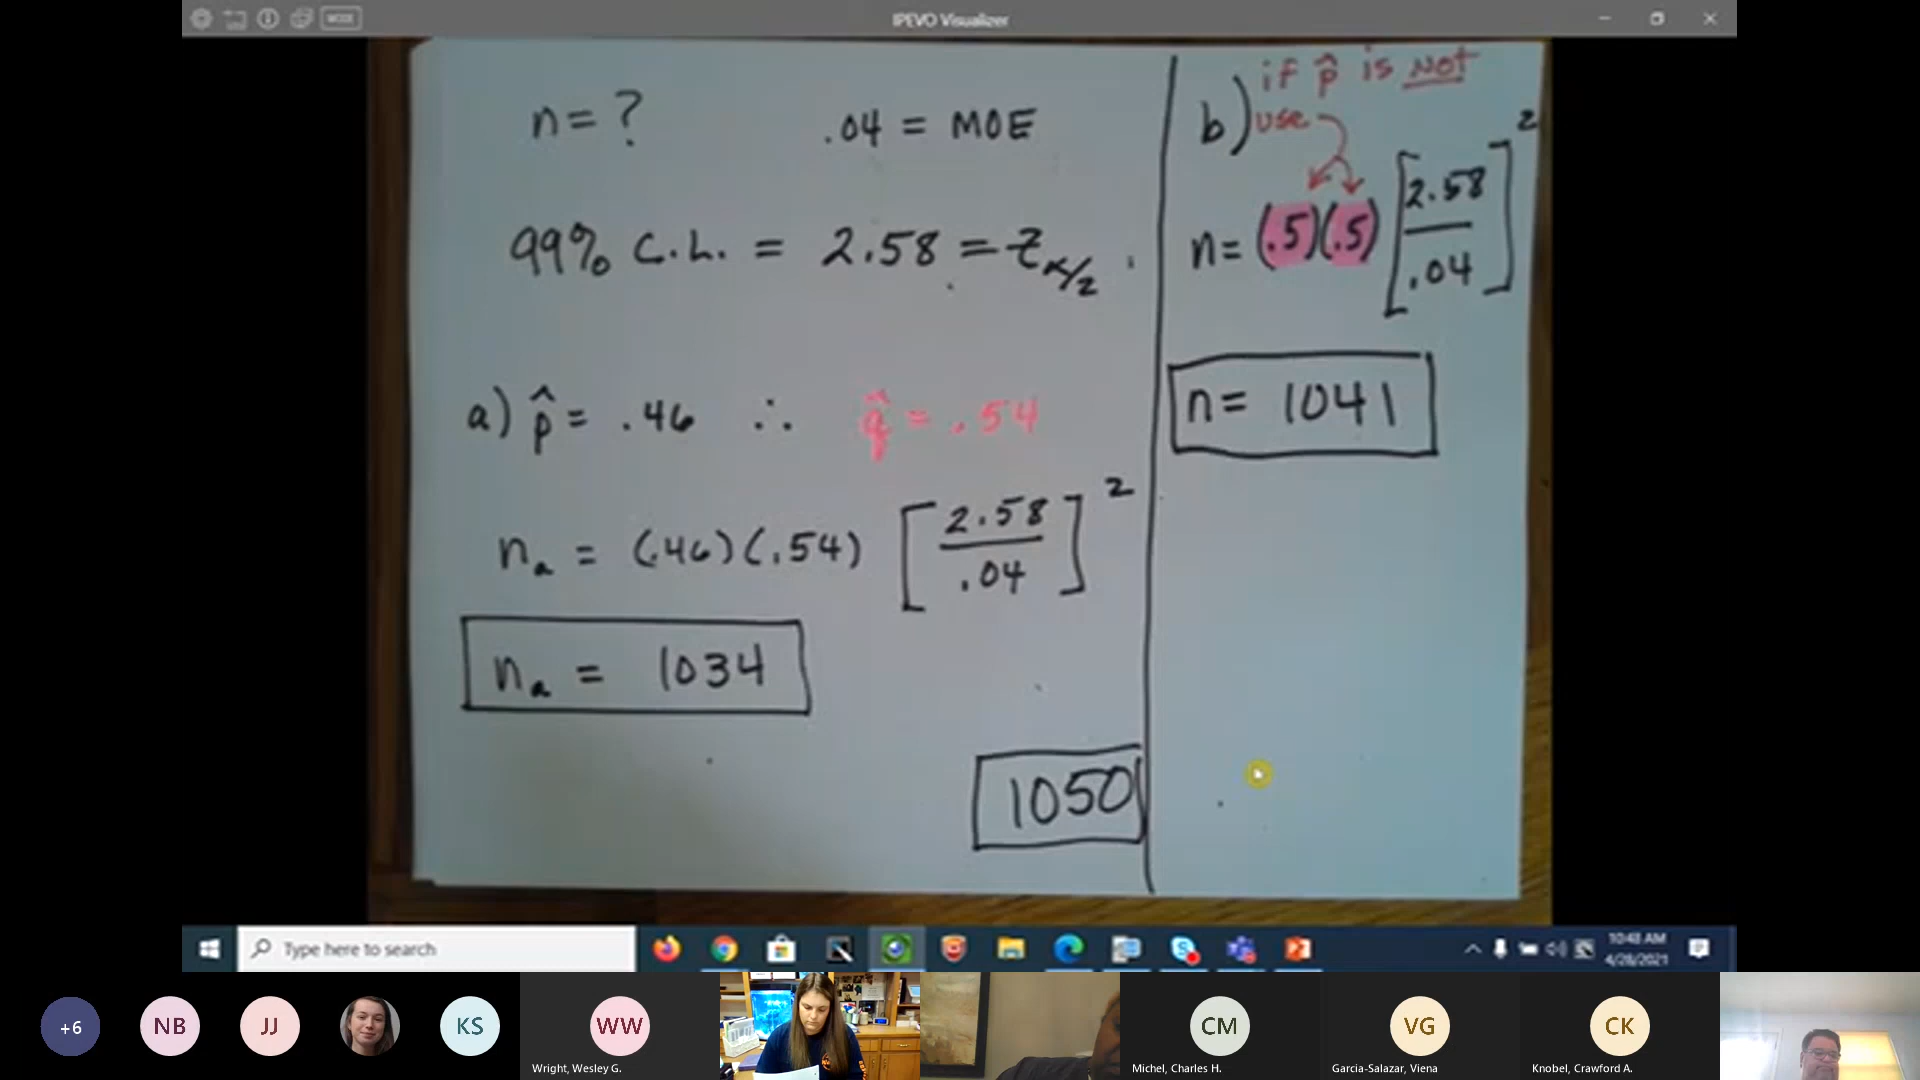 MODE
IPEVO Visualizer
n = ?
.04 = MOE
99% C.L. = 2.58 = Zα/2
a) p̂ = .46 ∴ q̂ = .54
nₐ = (.46)(.54) [2.58/.04]²
nₐ = 1034
1050
if p̂ is NOT
b) use
n = (.5)(.5) [2.58/.04]²
n = 1041
Type here to search
10:48 AM
4/28/2021
+6
NB
JJ
KS
WW
Wright, Wesley G.
CM
Michel, Charles H.
VG
Garcia-Salazar, Viena
CK
Knobel, Crawford A.